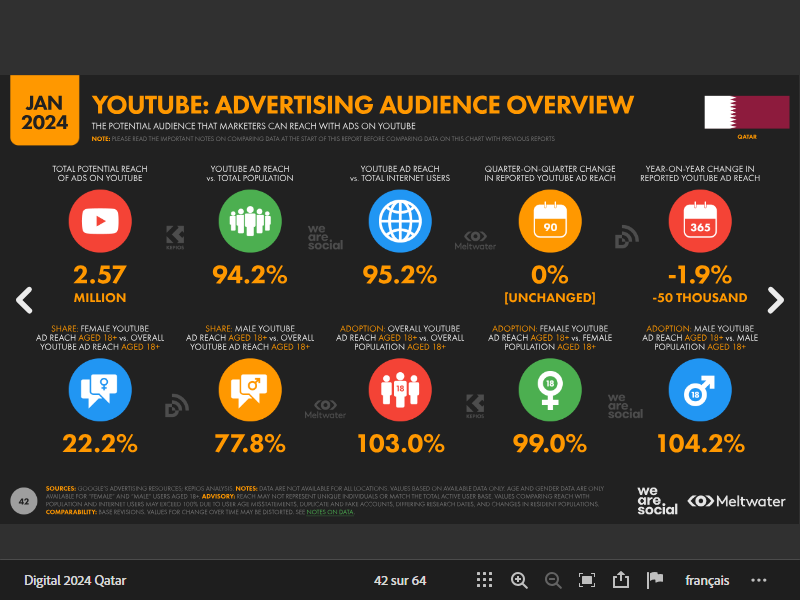 JAN
2024
YOUTUBE: ADVERTISING AUDIENCE OVERVIEW
THE POTENTIAL AUDIENCE THAT MARKETERS CAN REACH WITH ADS ON YOUTUBE
NOTE: PLEASE READ THE IMPORTANT NOTES ON COMPARING DATA AT THE START OF THIS REPORT BEFORE COMPARING DATA ON THIS CHART WITH PREVIOUS REPORTS
QATAR
TOTAL POTENTIAL REACH
OF ADS ON YOUTUBE
2.57
MILLION
YOUTUBE AD REACH
vs. TOTAL POPULATION
94.2%
YOUTUBE AD REACH
vs. TOTAL INTERNET USERS
95.2%
QUARTER-ON-QUARTER CHANGE
IN REPORTED YOUTUBE AD REACH
90
0%
[UNCHANGED]
YEAR-ON-YEAR CHANGE IN
REPORTED YOUTUBE AD REACH
365
-1.9%
-50 THOUSAND
KEPIOS
we
are.
social
Meltwater
SHARE: FEMALE YOUTUBE
AD REACH AGED 18+ vs. OVERALL
YOUTUBE AD REACH AGED 18+
22.2%
SHARE: MALE YOUTUBE
AD REACH AGED 18+ vs. OVERALL
YOUTUBE AD REACH AGED 18+
77.8%
ADOPTION: OVERALL YOUTUBE
AD REACH AGED 18+ vs. OVERALL
POPULATION AGED 18+
18
103.0%
ADOPTION: FEMALE YOUTUBE
AD REACH AGED 18+ vs. FEMALE
POPULATION AGED 18+
18
99.0%
ADOPTION: MALE YOUTUBE
AD REACH AGED 18+ vs. MALE
POPULATION AGED 18+
18
104.2%
Meltwater
KEPIOS
we
are.
social
42
SOURCES: GOOGLE'S ADVERTISING RESOURCES; KEPIOS ANALYSIS. NOTES: DATA ARE NOT AVAILABLE FOR ALL LOCATIONS. VALUES BASED ON AVAILABLE DATA ONLY. AGE AND GENDER DATA ARE ONLY
AVAILABLE FOR "FEMALE" AND "MALE" USERS AGED 18+. ADVISORY: REACH MAY NOT REPRESENT UNIQUE INDIVIDUALS OR MATCH THE TOTAL ACTIVE USER BASE. VALUES COMPARING REACH WITH
POPULATION AND INTERNET USERS MAY EXCEED 100% DUE TO USER AGE MISSTATEMENTS, DUPLICATE AND FAKE ACCOUNTS, DIFFERING RESEARCH DATES, AND CHANGES IN RESIDENT POPULATIONS.
COMPARABILITY: BASE REVISIONS. VALUES FOR CHANGE OVER TIME MAY BE DISTORTED. SEE NOTES ON DATA.
we
are.
social
Meltwater
Digital 2024 Qatar
42 sur 64
français